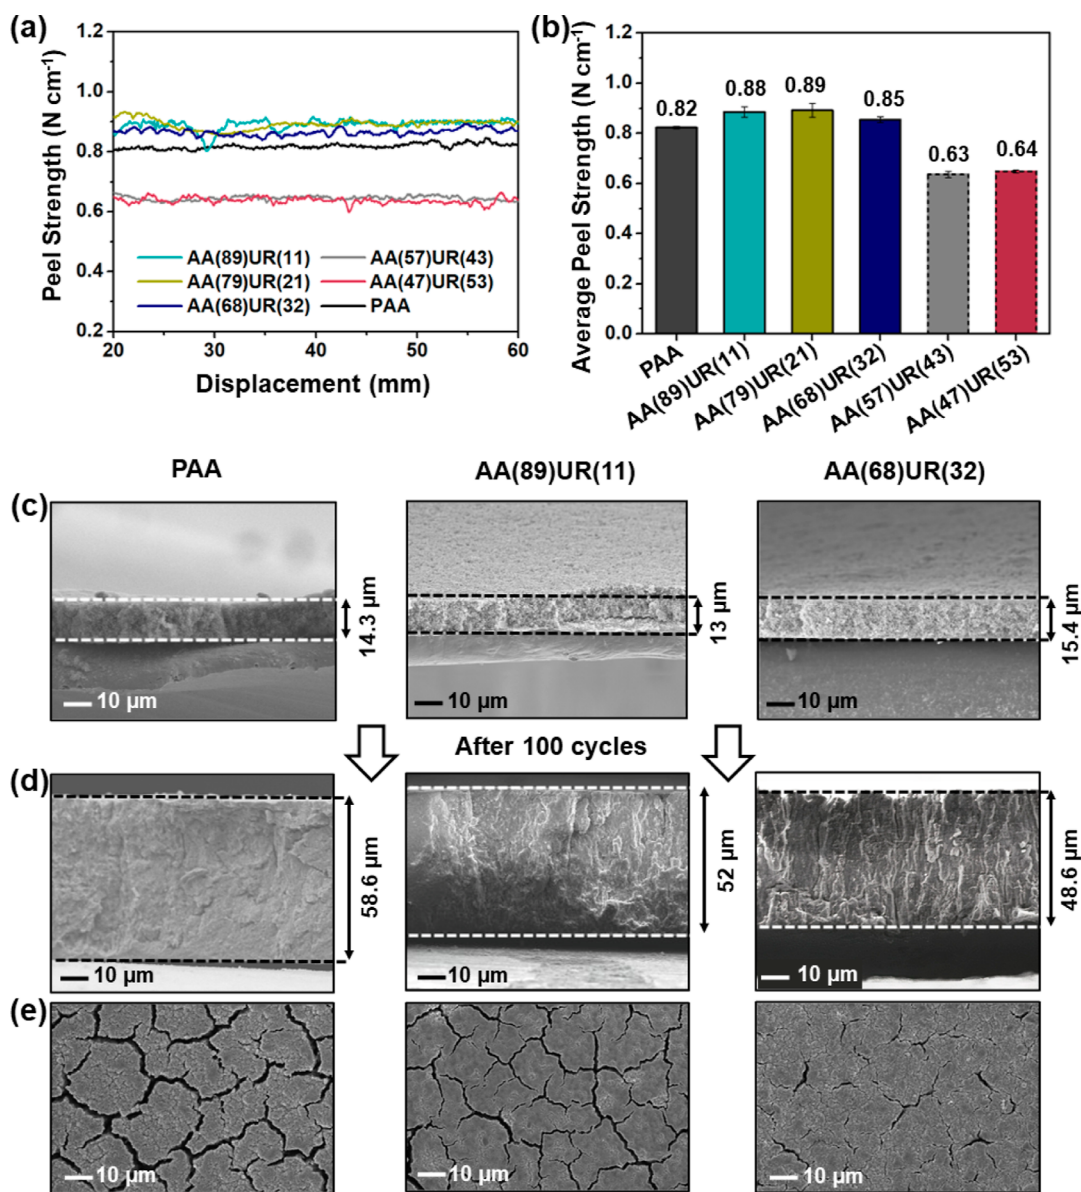 (a)
Peel Strength (N cm⁻¹)
1.2
1.0
0.8
0.6
0.4
0.2
AA(89)UR(11)
AA(57)UR(43)
AA(79)UR(21)
AA(47)UR(53)
AA(68)UR(32)
PAA
20
30
40
50
60
Displacement (mm)
(b)
Average Peel Strength (N cm⁻¹)
1.2
1.0
0.8
0.6
0.4
0.2
0.0
0.82
0.88
0.89
0.85
0.63
0.64
PAA
AA(89)UR(11)
AA(79)UR(21)
AA(68)UR(32)
AA(57)UR(43)
AA(47)UR(53)
PAA
AA(89)UR(11)
AA(68)UR(32)
(c)
14.3 µm
10 µm
13 µm
10 µm
15.4 µm
10 µm
After 100 cycles
(d)
58.6 µm
10 µm
52 µm
10 µm
48.6 µm
10 µm
(e)
10 µm
10 µm
10 µm